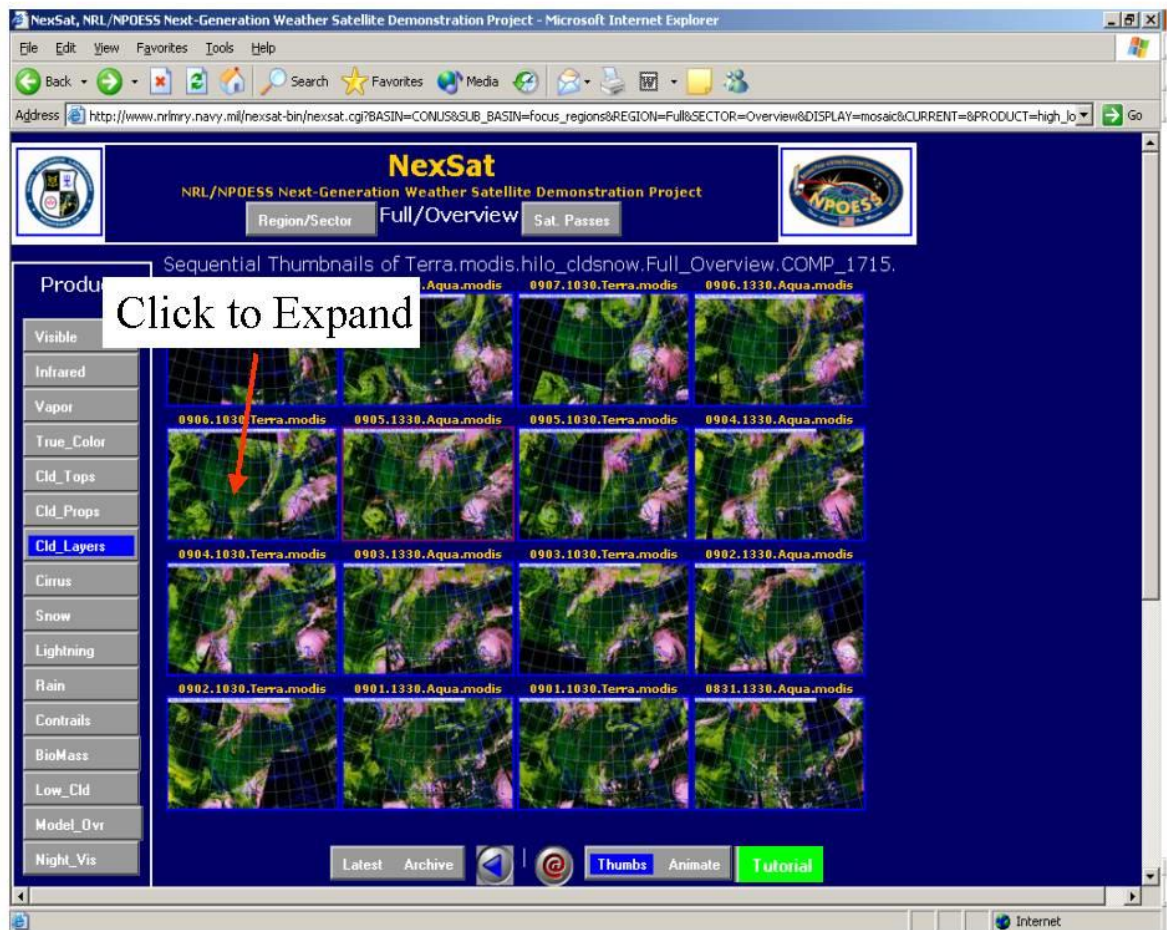 NexSat, NRL/NPOESS Next-Generation Weather Satellite Demonstration Project - Microsoft Internet Explorer
File Edit View Favorites Tools Help
Back Search Favorites Media
Address http://www.nrlmry.navy.mil/nexsat-bin/nexsat.cgi?BASIN=CONUS&SUB_BASIN=focus_regions&REGION=Full&SECTOR=Overview&DISPLAY=mosaic&CURRENT=&PRODUCT=high_lo Go
NexSat
NRL/NPOESS Next-Generation Weather Satellite Demonstration Project
Region/Sector Full/Overview Sat. Passes
NPOESS
Sequential Thumbnails of Terra.modis.hilo_cldsnow.Full_Overview.COMP_1715.
Produ
.Aqua.modis 0907.1030.Terra.modis 0906.1330.Aqua.modis
Click to Expand
Visible
Infrared
Vapor
True_Color
Cld_Tops
Cld_Props
Cld_Layers
Cirrus
Snow
Lightning
Rain
Contrails
BioMass
Low_Cld
Model_Ovr
Night_Vis
0906.1030.Terra.modis 0905.1330.Aqua.modis 0905.1030.Terra.modis 0904.1330.Aqua.modis
0904.1030.Terra.modis 0903.1330.Aqua.modis 0903.1030.Terra.modis 0902.1330.Aqua.modis
0902.1030.Terra.modis 0901.1330.Aqua.modis 0901.1030.Terra.modis 0831.1330.Aqua.modis
Latest Archive | @ Thumbs Animate Tutorial
Internet